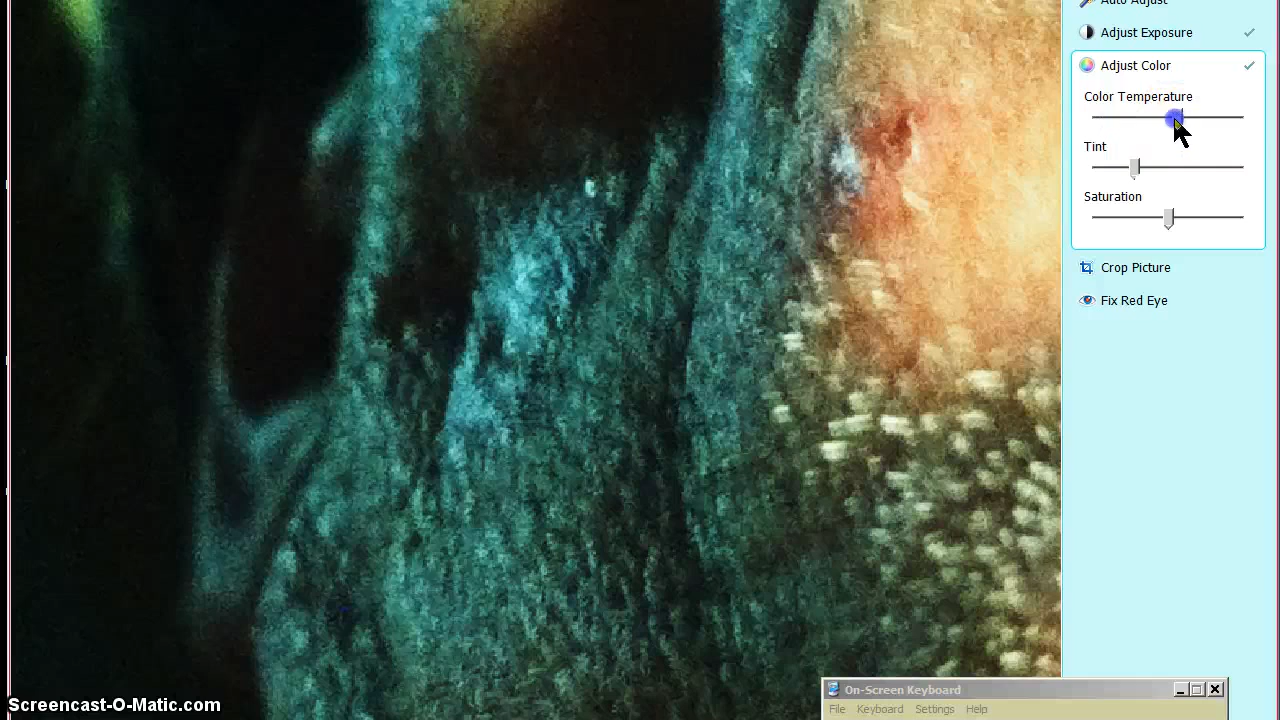 Auto Adjust
Adjust Exposure
Adjust Color
Color Temperature
Tint
Saturation
Crop Picture
Fix Red Eye
On-Screen Keyboard
File Keyboard Settings Help
Screencast-O-Matic.com